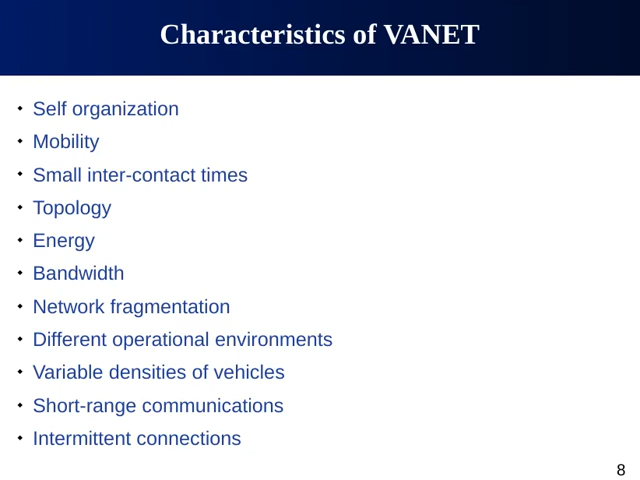 Characteristics of VANET
Self organization
Mobility
Small inter-contact times
Topology
Energy
Bandwidth
Network fragmentation
Different operational environments
Variable densities of vehicles
Short-range communications
Intermittent connections
8